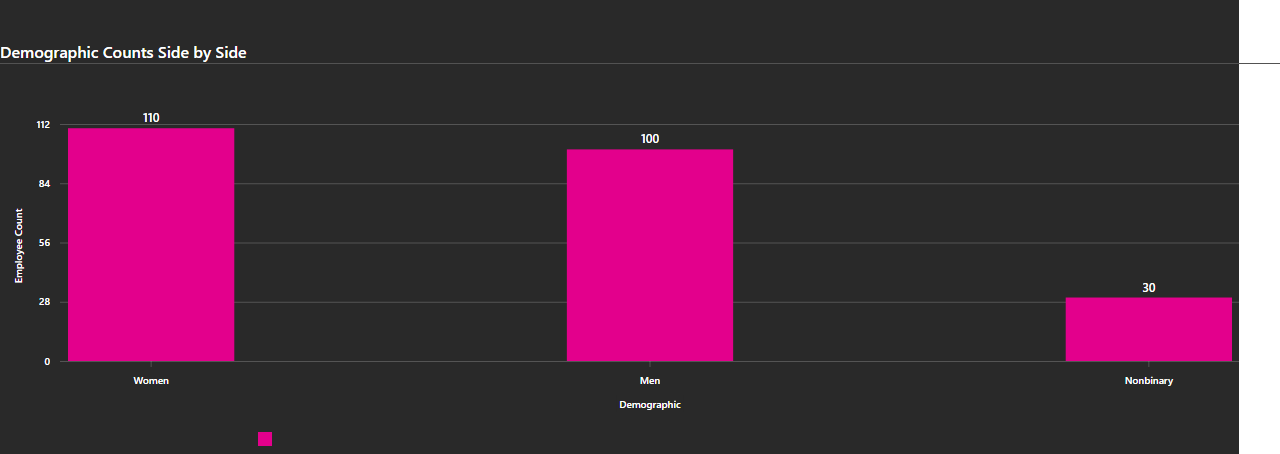 Demographic Counts Side by Side
110
100
30
112
84
56
28
0
Employee Count
Women
Men
Nonbinary
Demographic